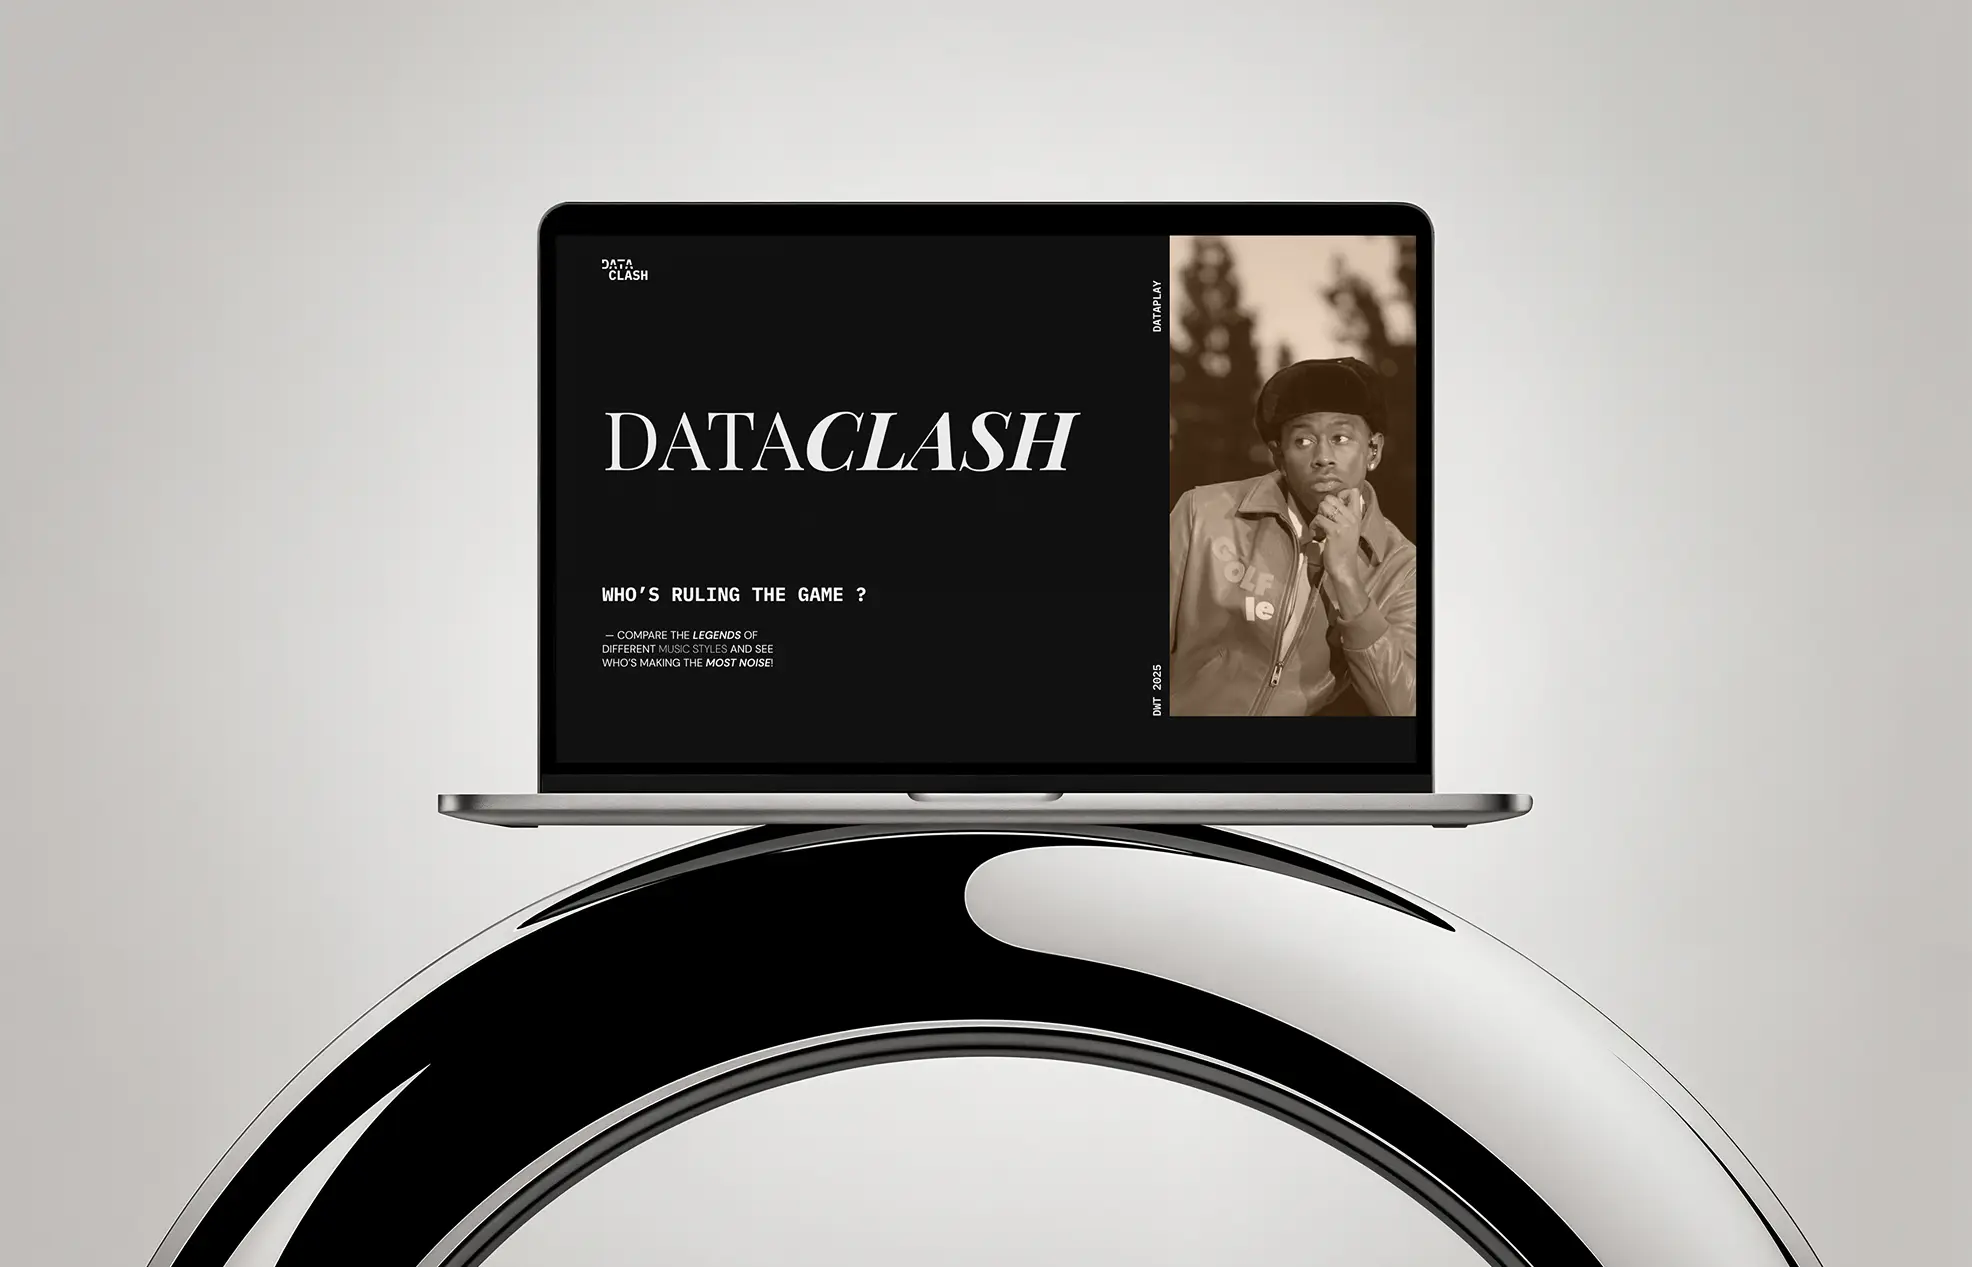 DATA
CLASH
DATAPLAY
DATACLASH
WHO’S RULING THE GAME ?
— COMPARE THE LEGENDS OF
DIFFERENT MUSIC STYLES AND SEE
WHO’S MAKING THE MOST NOISE!
DWT 2025
GOLF
le